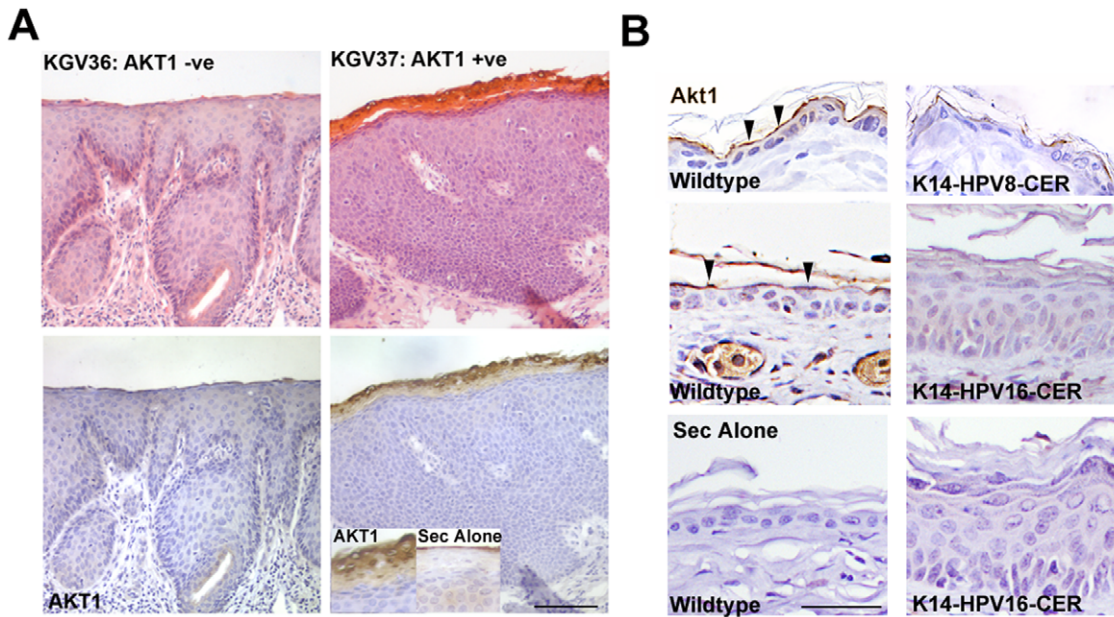 A
KGV36: AKT1 -ve
KGV37: AKT1 +ve
AKT1
AKT1
Sec Alone
B
Akt1
Wildtype
K14-HPV8-CER
Wildtype
K14-HPV16-CER
Sec Alone
Wildtype
K14-HPV16-CER